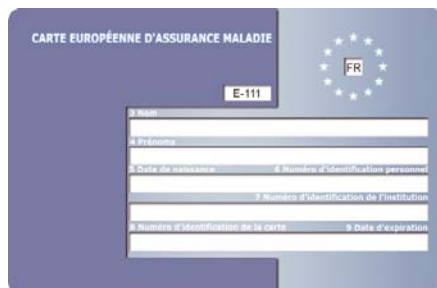 CARTE EUROPÉENNE D'ASSURANCE MALADIE
FR
E-111
3 Nom
4 Prénoms
5 Date de naissance 6 Numéro d'identification personnel
7 Numéro d'identification de l'institution
8 Numéro d'identification de la carte 9 Date d'expiration